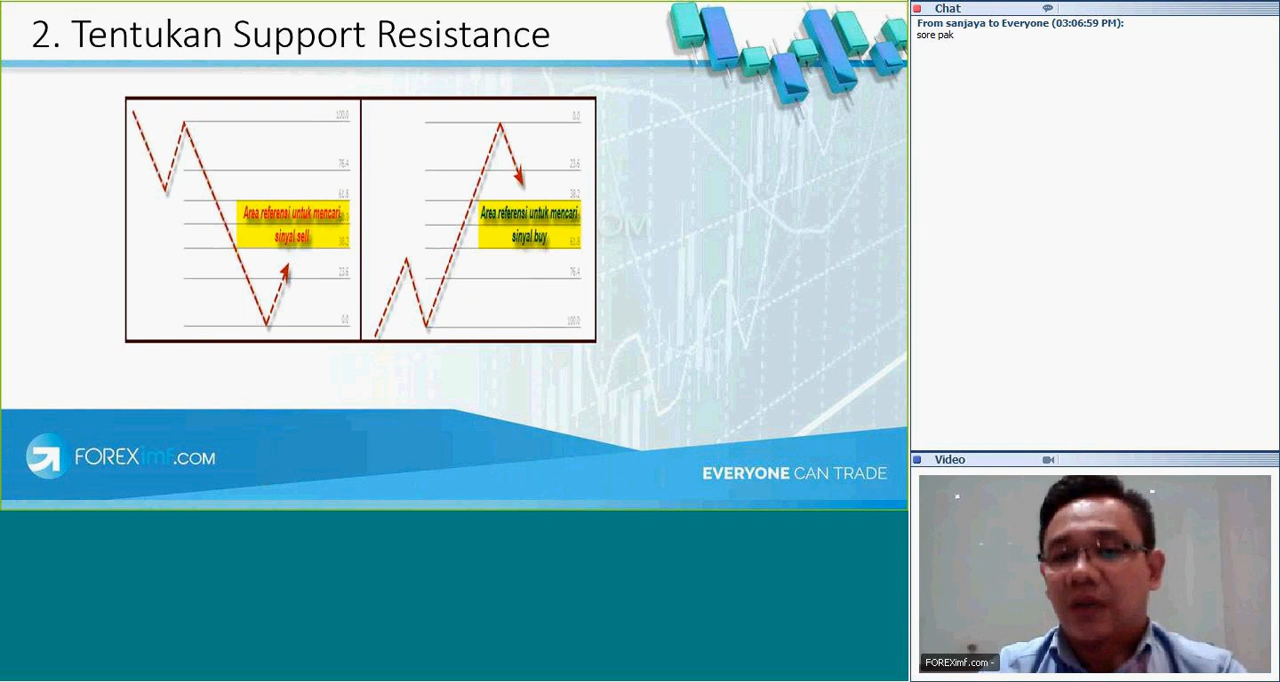 2. Tentukan Support Resistance
100.0
76.4
61.8
Area referensi untuk mencari
sinyal sell
38.2
23.6
0.0
0.0
23.6
38.2
Area referensi untuk mencari
sinyal buy
61.8
76.4
100.0
FOREXimf.COM
EVERYONE CAN TRADE
Chat
From sanjaya to Everyone (03:06:59 PM):
sore pak
Video
FOREXimf.com -